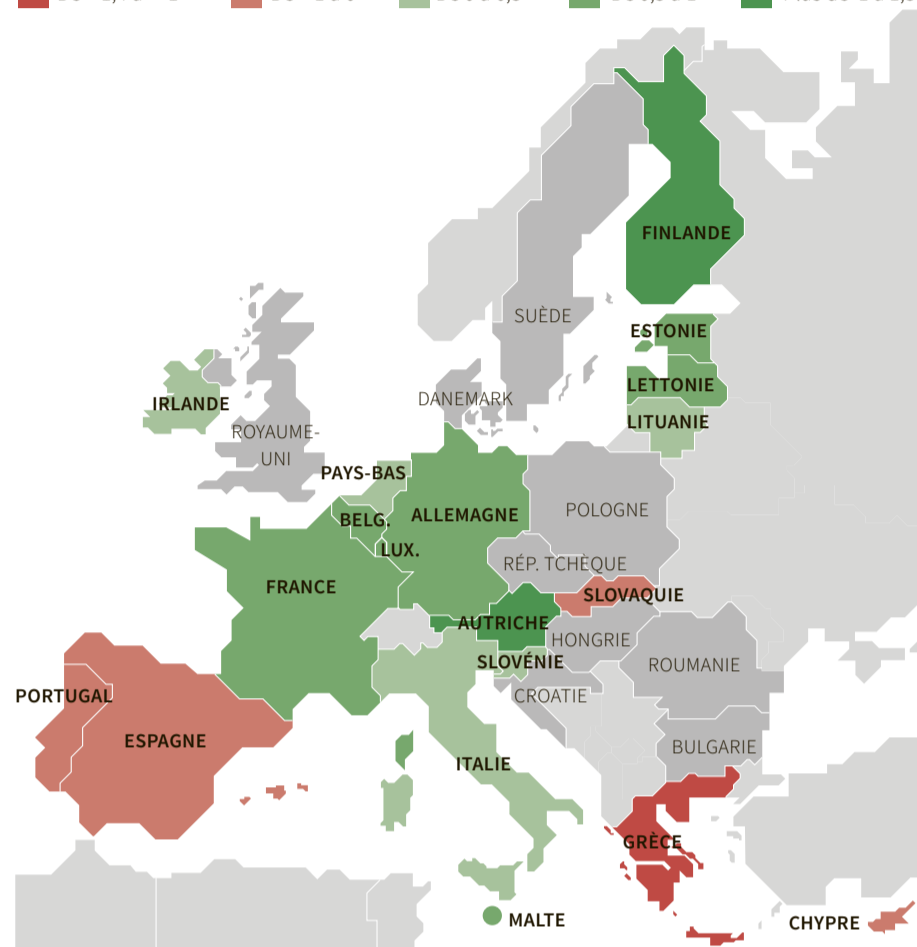 FINLANDE
SUÈDE
ESTONIE
LETTONIE
LITUANIE
DANEMARK
IRLANDE
ROYAUME-
UNI
PAYS-BAS
BELG.
ALLEMAGNE
LUX.
POLOGNE
RÉP. TCHÈQUE
FRANCE
SLOVAQUIE
AUTRICHE
HONGRIE
SLOVÉNIE
ROUMANIE
CROATIE
PORTUGAL
ESPAGNE
ITALIE
BULGARIE
GRÈCE
MALTE
CHYPRE